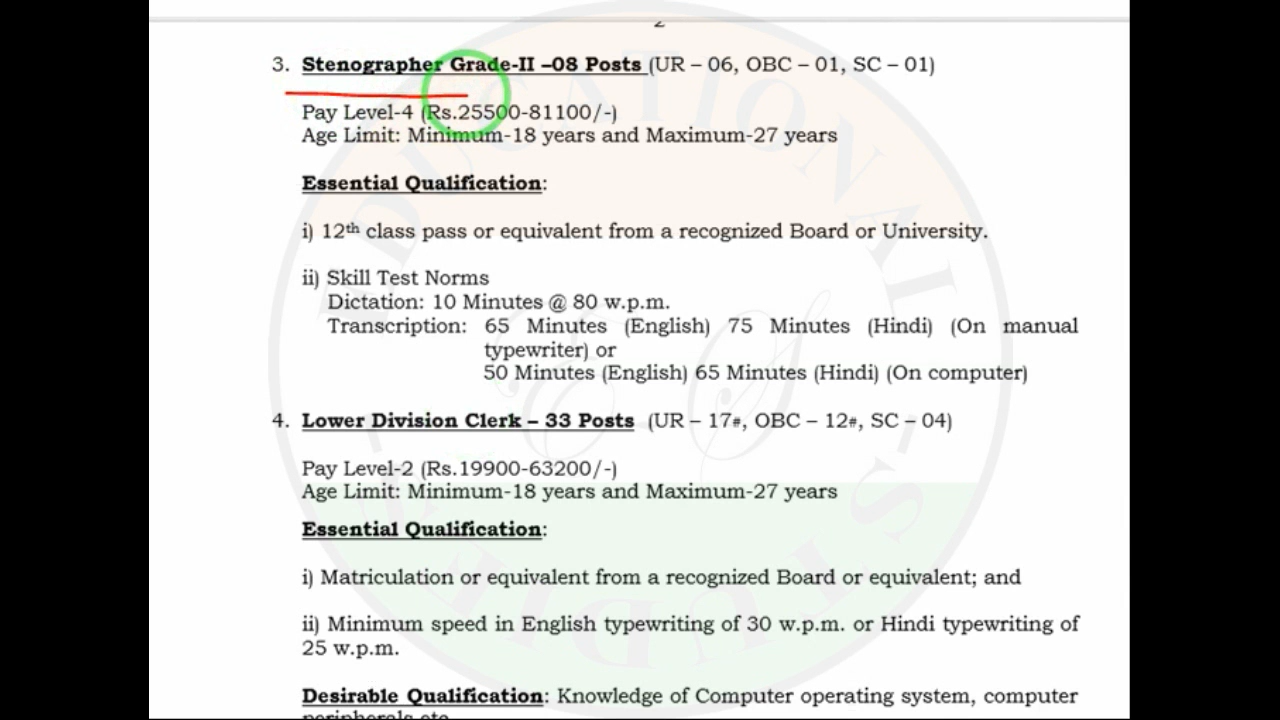 2
3. Stenographer Grade-II –08 Posts (UR – 06, OBC – 01, SC – 01)
Pay Level-4 (Rs.25500-81100/-)
Age Limit: Minimum-18 years and Maximum-27 years
Essential Qualification:
i) 12th class pass or equivalent from a recognized Board or University.
ii) Skill Test Norms
Dictation: 10 Minutes @ 80 w.p.m.
Transcription: 65 Minutes (English) 75 Minutes (Hindi) (On manual
typewriter) or
50 Minutes (English) 65 Minutes (Hindi) (On computer)
4. Lower Division Clerk – 33 Posts (UR – 17#, OBC – 12#, SC – 04)
Pay Level-2 (Rs.19900-63200/-)
Age Limit: Minimum-18 years and Maximum-27 years
Essential Qualification:
i) Matriculation or equivalent from a recognized Board or equivalent; and
ii) Minimum speed in English typewriting of 30 w.p.m. or Hindi typewriting of
25 w.p.m.
Desirable Qualification: Knowledge of Computer operating system, computer
peripherals etc
EDUCATIONAL
STUDIES